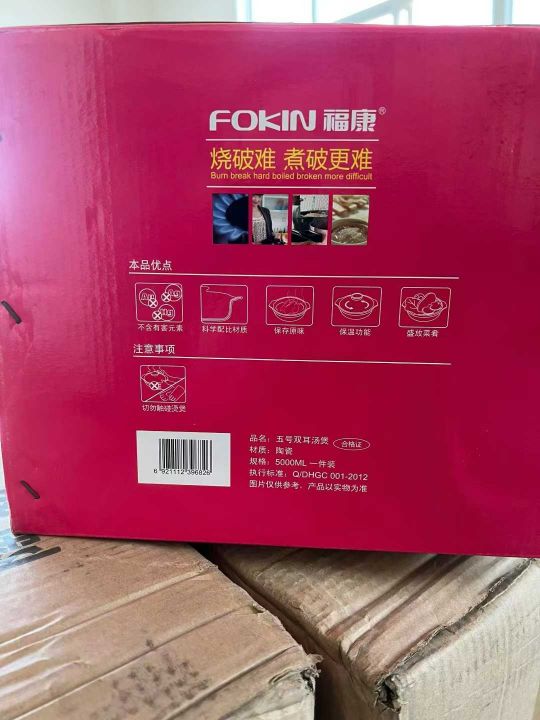 FOKIN 福康®
烧破难 煮破更难
Burn break hard boiled broken more difficult
本品优点
不含有害元素 科学配比材质 保存原味 保温功能 盛放菜肴
注意事项
切勿触碰烫煲
品名：五号双耳汤煲 合格证
材质：陶瓷
规格：5000ML 一件装
执行标准：Q/DHGC 001-2012
图片仅供参考，产品以实物为准
6 921112 396826